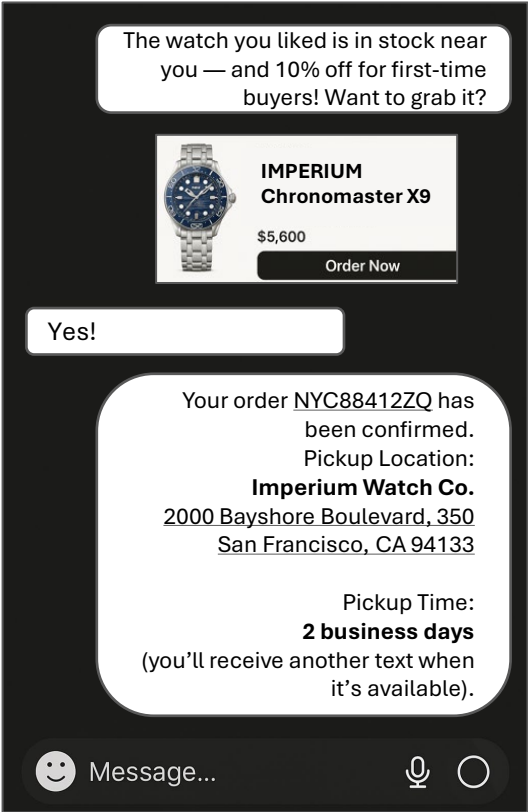 The watch you liked is in stock near
you — and 10% off for first-time
buyers! Want to grab it?
IMPERIUM
Chronomaster X9
$5,600
Order Now
Yes!
Your order NYC88412ZQ has
been confirmed.
Pickup Location:
Imperium Watch Co.
2000 Bayshore Boulevard, 350
San Francisco, CA 94133
Pickup Time:
2 business days
(you’ll receive another text when
it’s available).
Message...